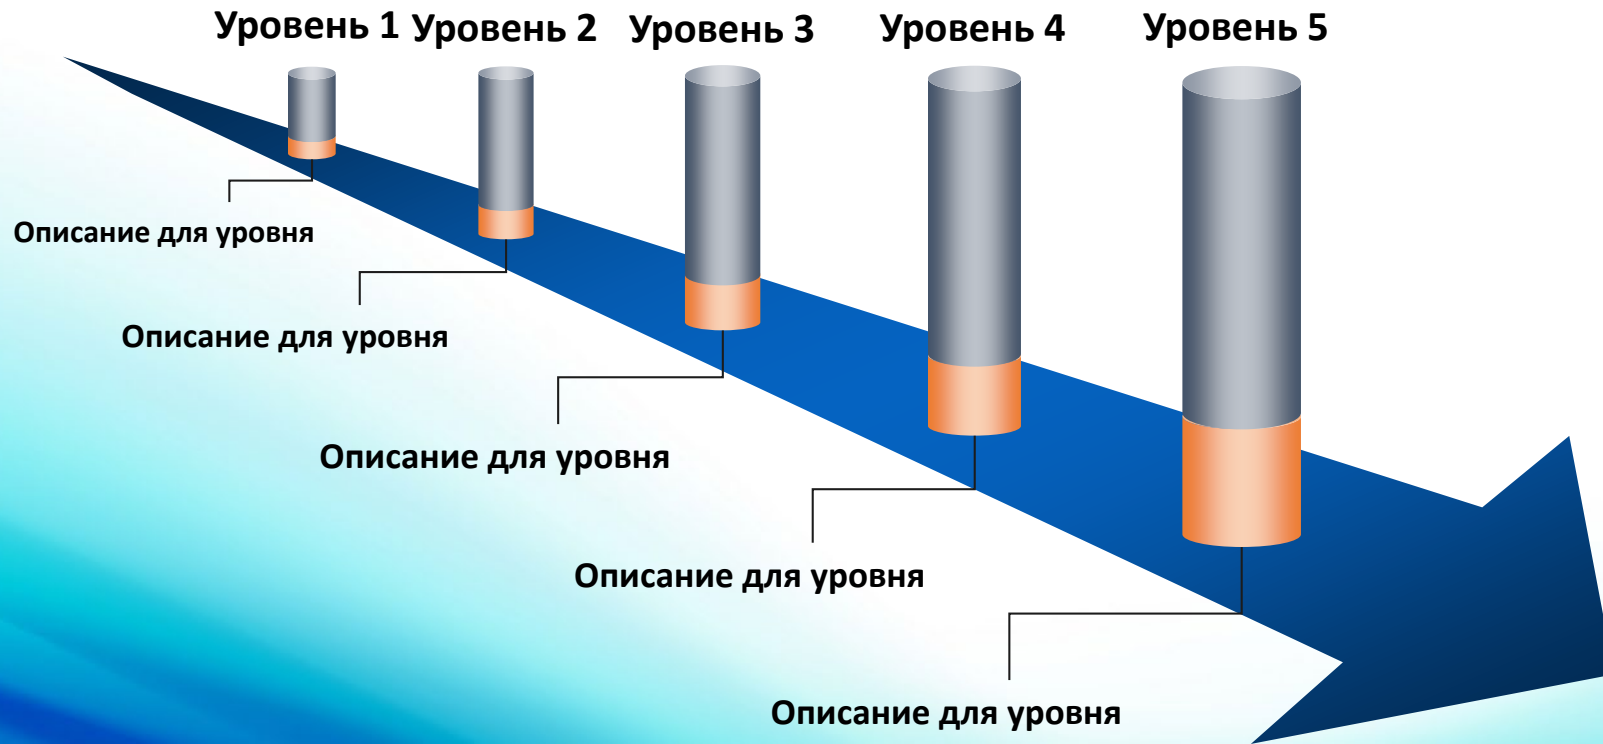 Уровень 1
Уровень 2
Уровень 3
Уровень 4
Уровень 5
Описание для уровня
Описание для уровня
Описание для уровня
Описание для уровня
Описание для уровня